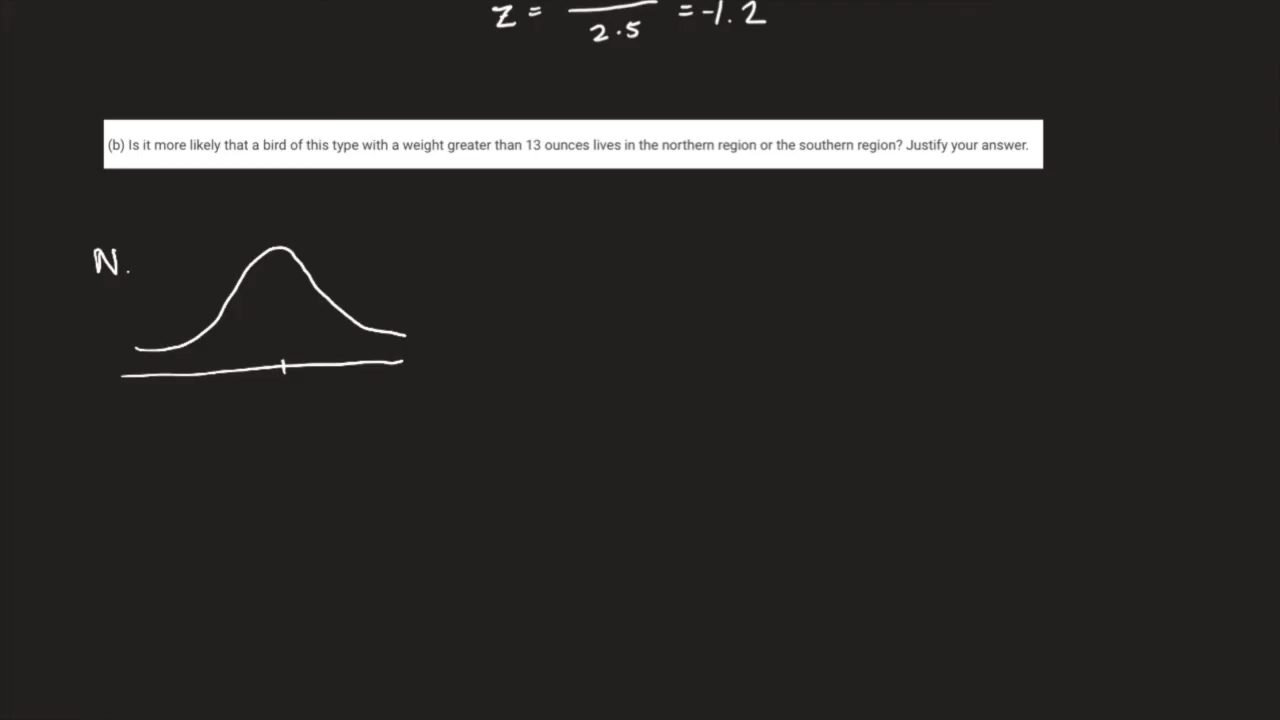 z = ― = -1.2
2.5
(b) Is it more likely that a bird of this type with a weight greater than 13 ounces lives in the northern region or the southern region? Justify your answer.
N.